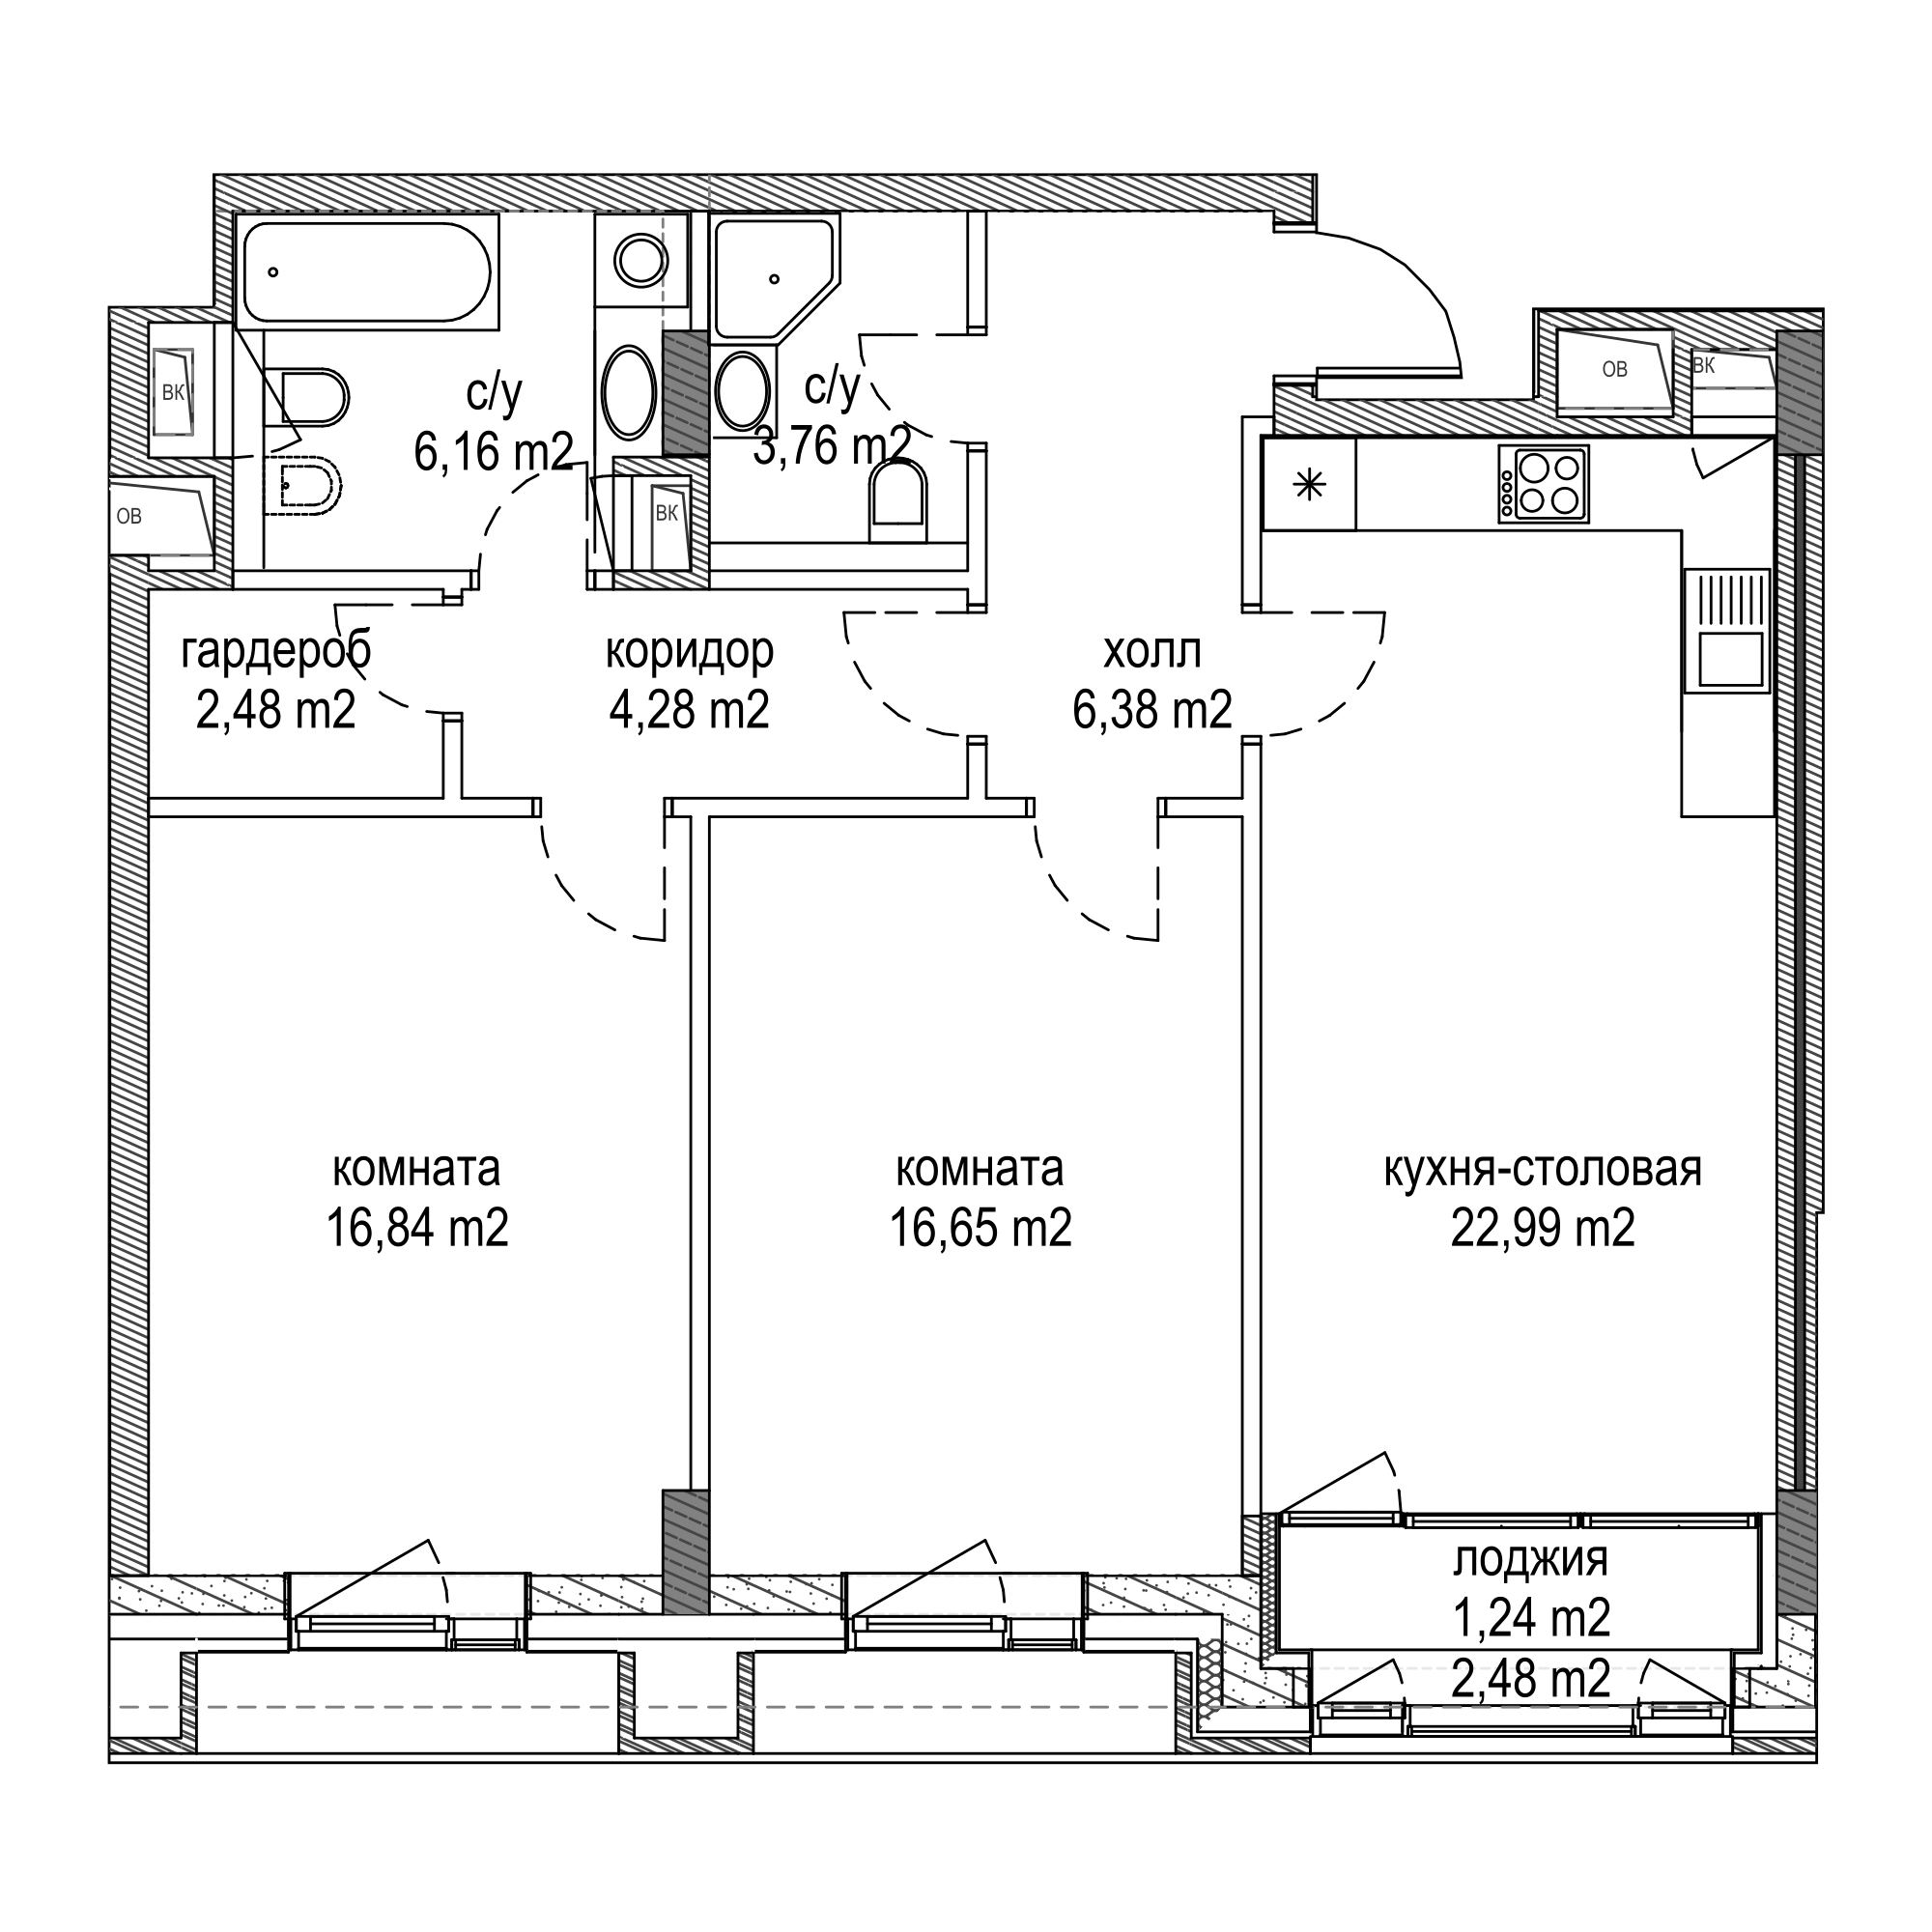 с/у
6,16 m2
с/у
3,76 m2
ВК
ОВ
ВК
ОВ
ВК
гардероб
2,48 m2
коридор
4,28 m2
холл
6,38 m2
комната
16,84 m2
комната
16,65 m2
кухня-столовая
22,99 m2
лоджия
1,24 m2
2,48 m2